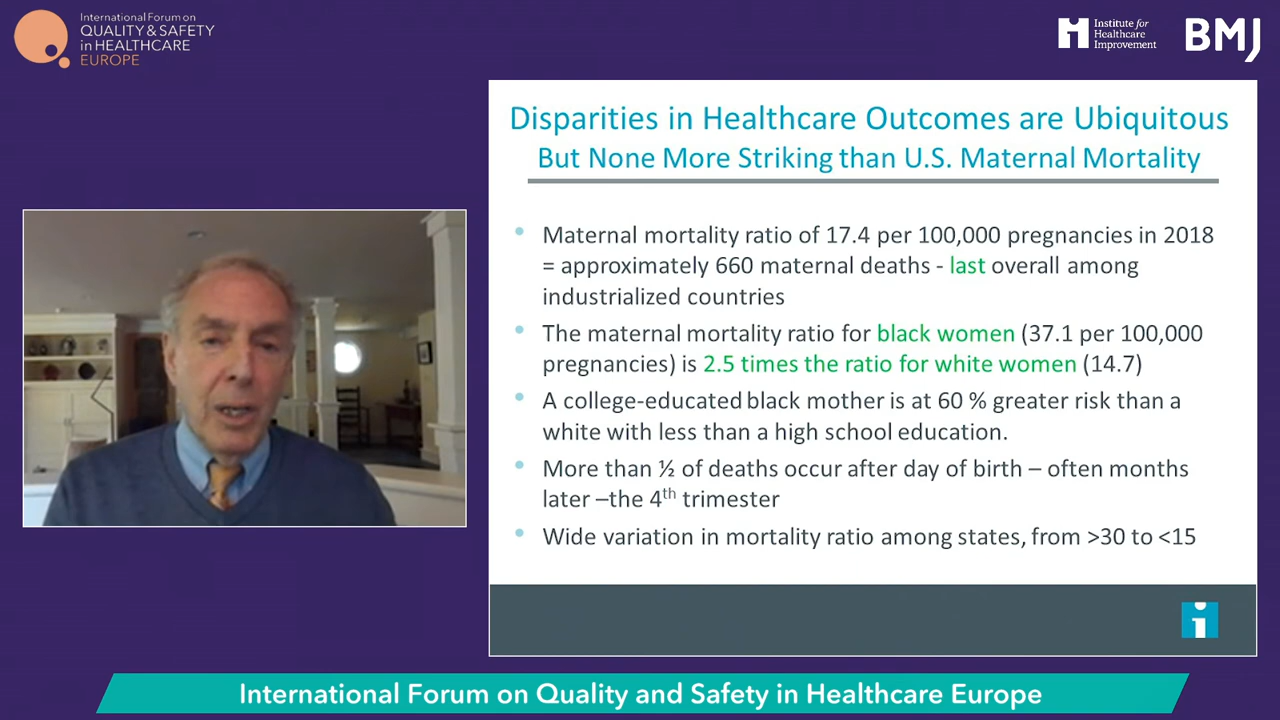 International Forum on
QUALITY & SAFETY
in HEALTHCARE
EUROPE
Institute for
Healthcare
Improvement
BMJ
Disparities in Healthcare Outcomes are Ubiquitous
But None More Striking than U.S. Maternal Mortality
• Maternal mortality ratio of 17.4 per 100,000 pregnancies in 2018
= approximately 660 maternal deaths - last overall among
industrialized countries
• The maternal mortality ratio for black women (37.1 per 100,000
pregnancies) is 2.5 times the ratio for white women (14.7)
• A college-educated black mother is at 60 % greater risk than a
white with less than a high school education.
• More than ½ of deaths occur after day of birth – often months
later –the 4th trimester
• Wide variation in mortality ratio among states, from >30 to <15
International Forum on Quality and Safety in Healthcare Europe